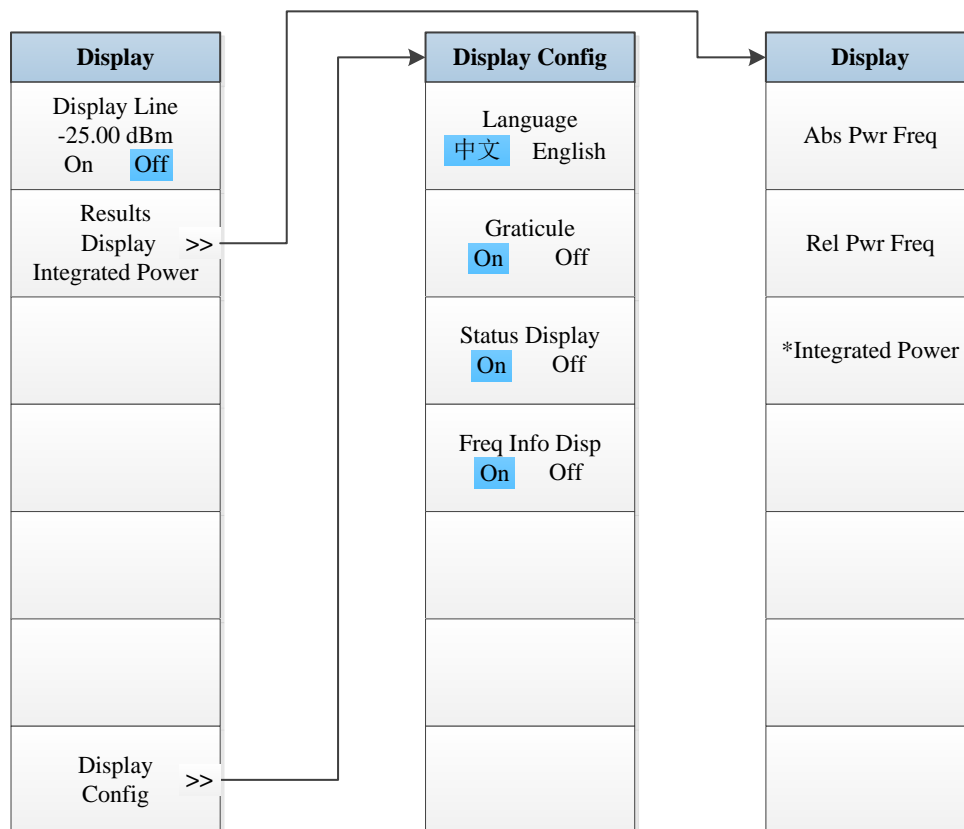 Display
Display Line
-25.00 dBm
On Off
Results
Display >>
Integrated Power
Display
Config >>
Display Config
Language
中文 English
Graticule
On Off
Status Display
On Off
Freq Info Disp
On Off
Display
Abs Pwr Freq
Rel Pwr Freq
*Integrated Power